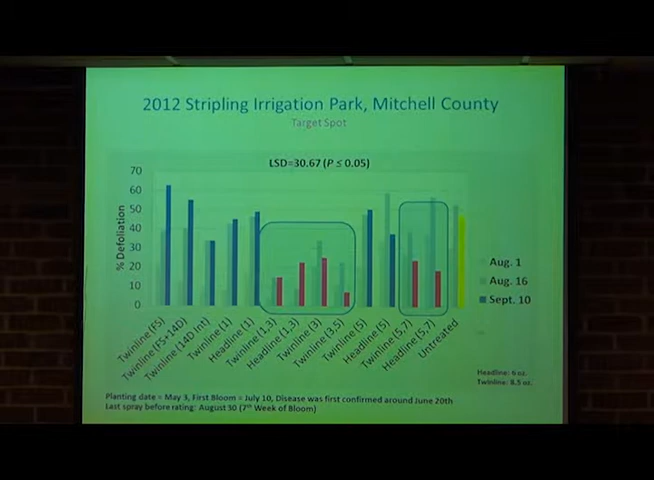 2012 Stripling Irrigation Park, Mitchell County
Target Spot
LSD=30.67 (P ≤ 0.05)
% Defoliation
70
60
50
40
30
20
10
0
Twinline (FS)
Twinline (FS+14D)
Twinline (14D Int)
Twinline (1)
Headline (1)
Twinline (1,3)
Headline (1,3)
Twinline (3)
Twinline (3,5)
Twinline (5)
Headline (5)
Twinline (5,7)
Headline (5,7)
Untreated
Aug. 1
Aug. 16
Sept. 10
Headline: 6 oz.
Twinline: 8.5 oz.
Planting date = May 3, First Bloom = July 10, Disease was first confirmed around June 20th
Last spray before rating: August 30 (7th Week of Bloom)